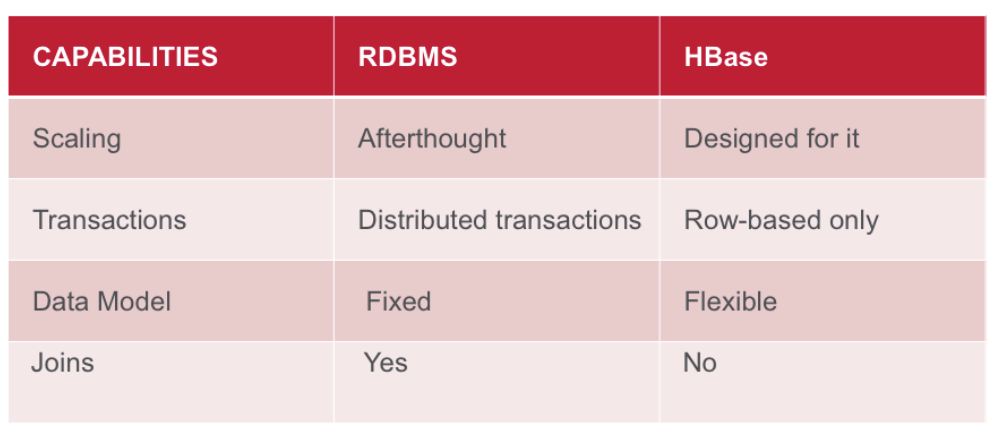 CAPABILITIES RDBMS HBase
Scaling Afterthought Designed for it
Transactions Distributed transactions Row-based only
Data Model Fixed Flexible
Joins Yes No